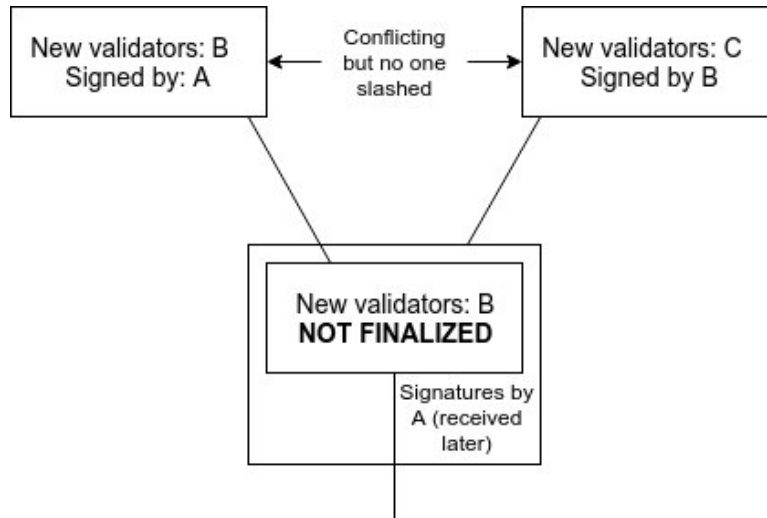 New validators: B
Signed by: A
Conflicting
but no one
slashed
New validators: C
Signed by B
New validators: B
NOT FINALIZED
Signatures by
A (received
later)